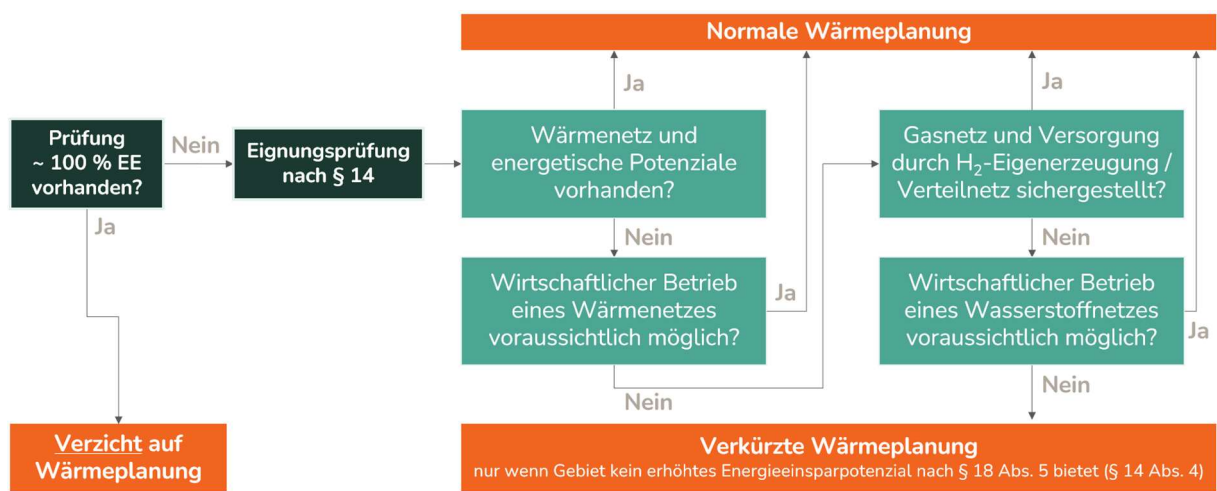 Normale Wärmeplanung
Ja
Ja
Prüfung
~ 100 % EE
vorhanden?
Nein
Eignungsprüfung
nach § 14
Wärmenetz und
energetische Potenziale
vorhanden?
Gasnetz und Versorgung
durch H₂-Eigenerzeugung /
Verteilnetz sichergestellt?
Ja
Nein
Nein
Wirtschaftlicher Betrieb
eines Wärmenetzes
voraussichtlich möglich?
Ja
Wirtschaftlicher Betrieb
eines Wasserstoffnetzes
voraussichtlich möglich?
Ja
Nein
Nein
Verzicht auf
Wärmeplanung
Verkürzte Wärmeplanung
nur wenn Gebiet kein erhöhtes Energieeinsparpotenzial nach § 18 Abs. 5 bietet (§ 14 Abs. 4)